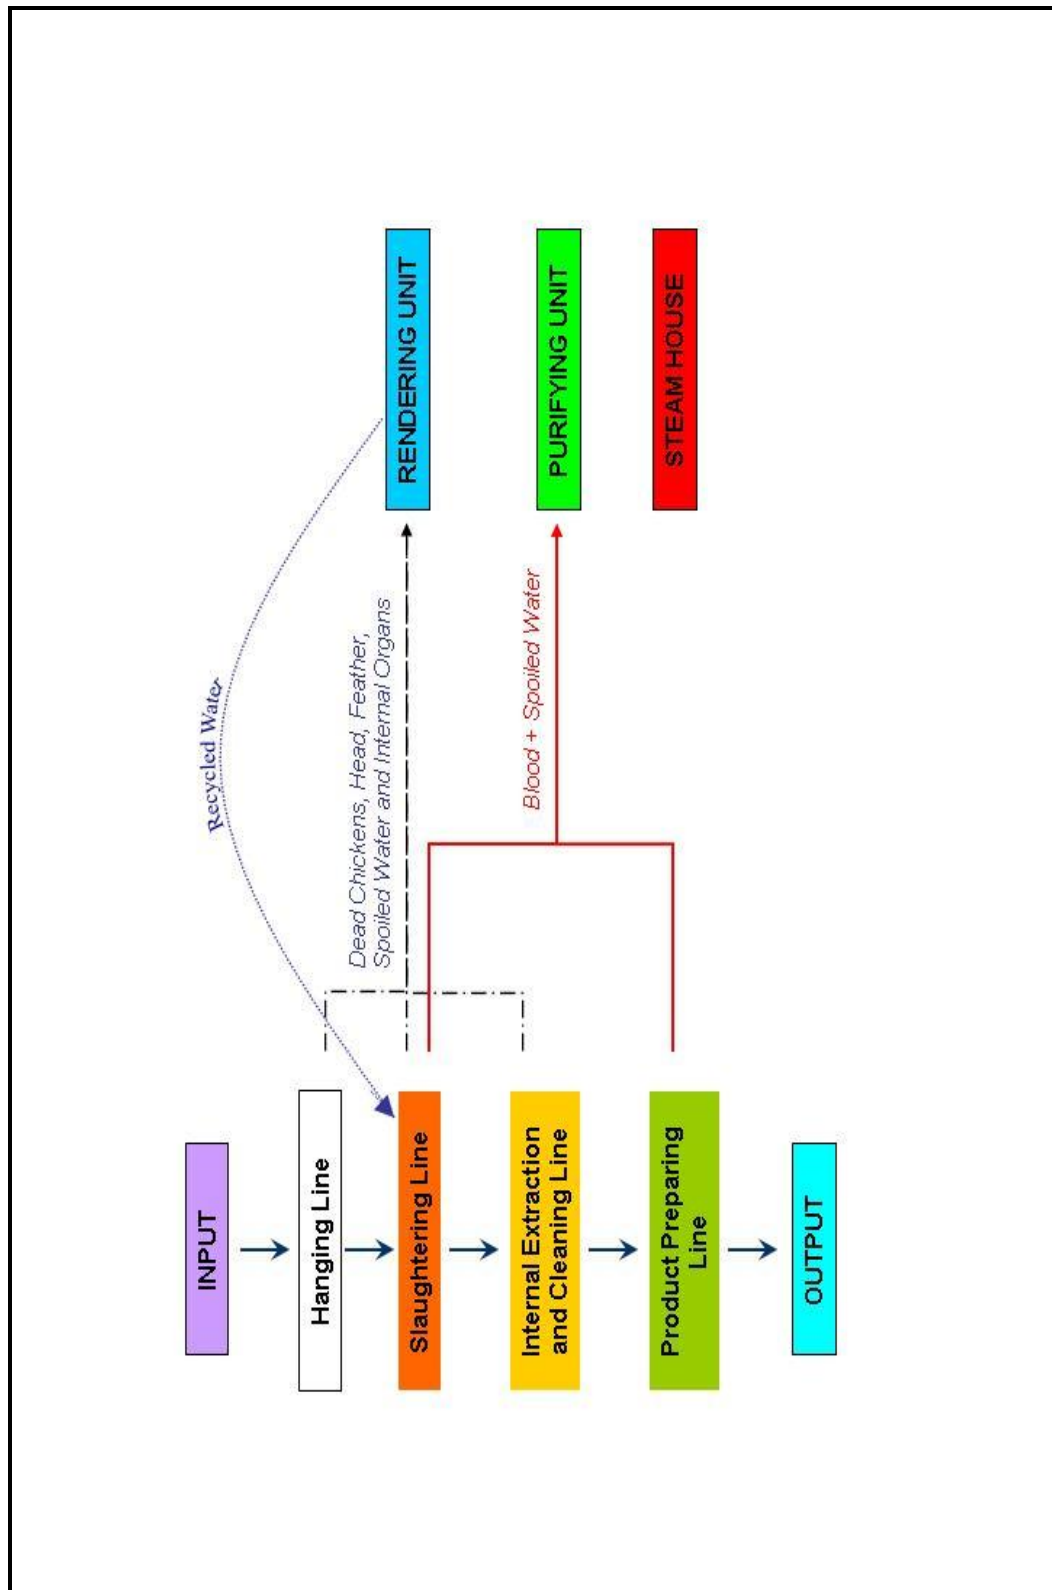 INPUT
Hanging Line
Slaughtering Line
Internal Extraction
and Cleaning Line
Product Preparing
Line
OUTPUT
Recycled Water
Dead Chickens, Head, Feather,
Spoiled Water and Internal Organs
Blood + Spoiled Water
RENDERING UNIT
PURIFYING UNIT
STEAM HOUSE